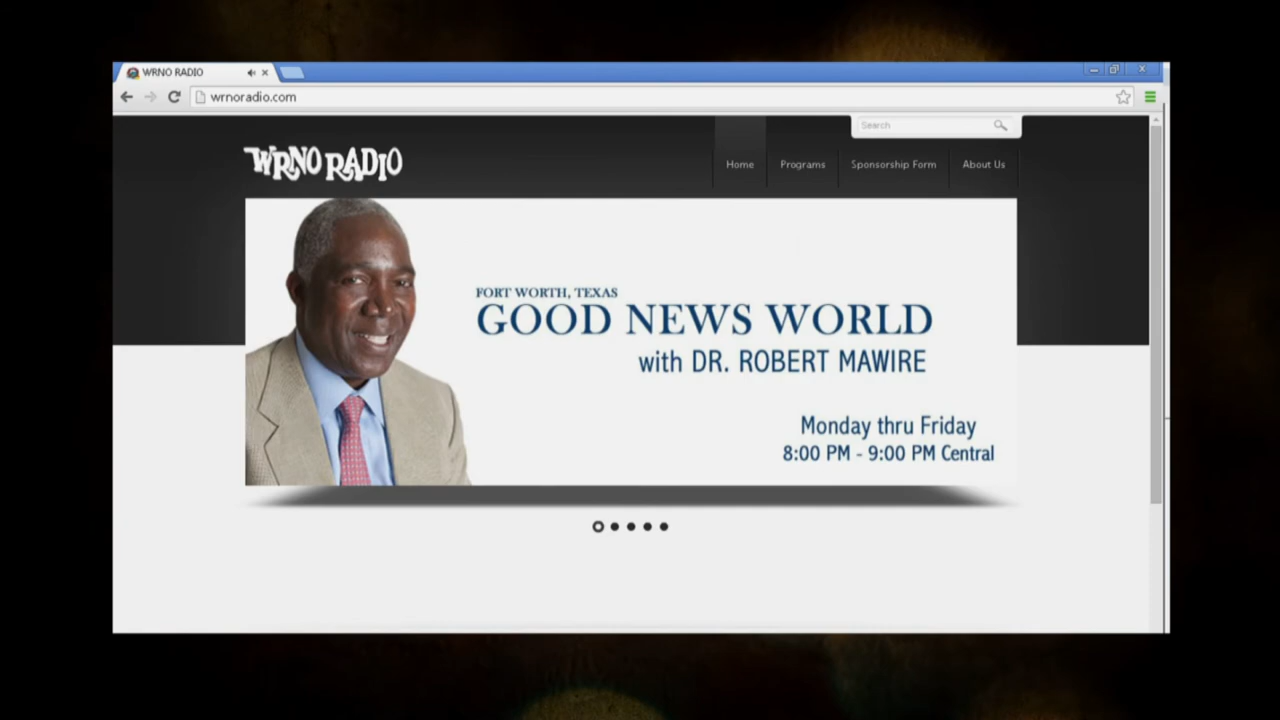 WRNO RADIO
wrnoradio.com
Search
WRNO RADIO
Home Programs Sponsorship Form About Us
FORT WORTH, TEXAS
GOOD NEWS WORLD
with DR. ROBERT MAWIRE
Monday thru Friday
8:00 PM - 9:00 PM Central